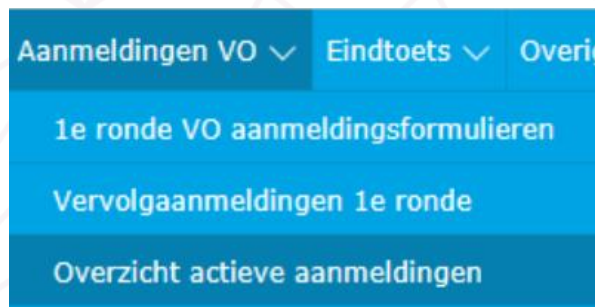 Aanmeldingen VO Eindtoets
1e ronde VO aanmeldingsformulieren
Vervolgaanmeldingen 1e ronde
Overzicht actieve aanmeldingen